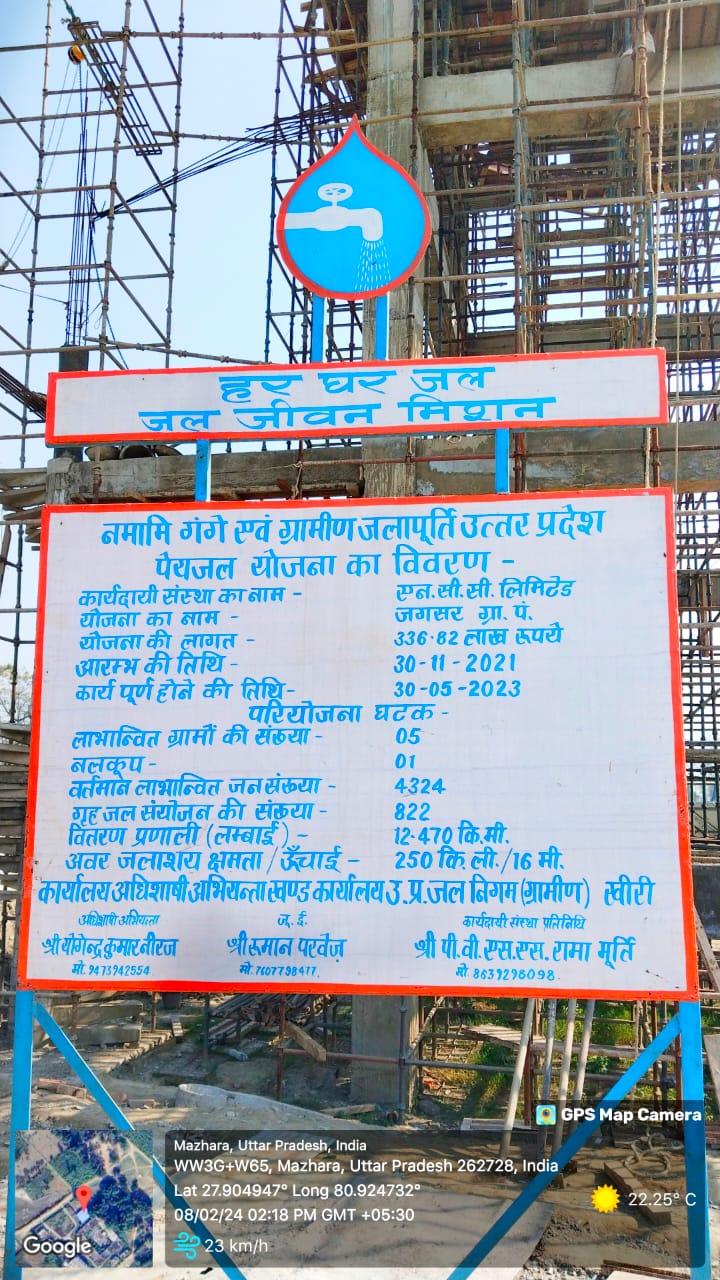 हर घर जल
जल जीवन मिशन
नमामि गंगे एवं ग्रामीण जलापूर्ति उत्तर प्रदेश
पेयजल योजना का विवरण -
कार्यदायी संस्था का नाम - एन.सी.सी. लिमिटेड
योजना का नाम - जगसर ग्रा. पं.
योजना की लागत - 336.82 लाख रूपये
आरम्भ की तिथि - 30-11-2021
कार्य पूर्ण होने की तिथि - 30-05-2023
परियोजना घटक -
लाभान्वित ग्रामों की संख्या - 05
नलकूप - 01
वर्तमान लाभान्वित जन संख्या - 4324
गृह जल संयोजन की संख्या - 822
वितरण प्रणाली (लम्बाई) - 12.470 कि.मी.
अवर जलाशय क्षमता / ऊँचाई - 250 कि.ली./16 मी.
कार्यालय अधिशाषी अभियन्ता खण्ड कार्यालय उ.प्र. जल निगम (ग्रामीण) खीरी
अधिशाषी अभियन्ता जू. ई. कार्यदायी संस्था प्रतिनिधि
श्री योगेन्द्र कुमार नीरज श्री रूमान परवेज़ श्री पी.वी.एस.एस. रामा मूर्ति
मो. 9473942554 मो. 7607798477. मो. 8639296098.
GPS Map Camera
Mazhara, Uttar Pradesh, India
WW3G+W65, Mazhara, Uttar Pradesh 262728, India
Lat 27.904947° Long 80.924732°
08/02/24 02:18 PM GMT +05:30
22.25° C
23 km/h
Google